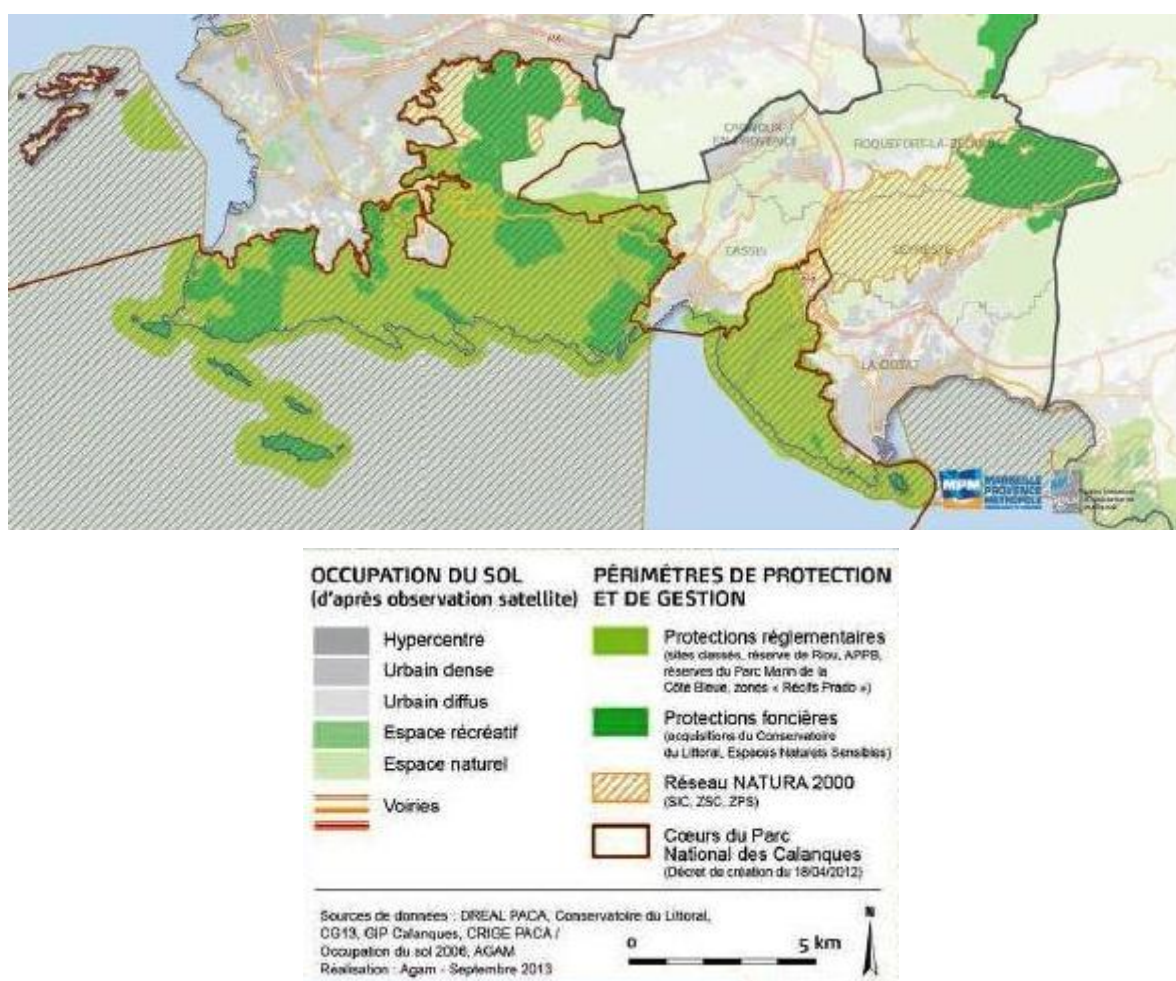 CARNOUX-
EN-PROVENCE
ROQUEFORT-LA-BEDOULE
CASSIS
CEYRESTE
LA CIOTAT
MPM
MARSEILLE
PROVENCE
MÉTROPOLE
OCCUPATION DU SOL
(d'après observation satellite)
Hypercentre
Urbain dense
Urbain diffus
Espace récréatif
Espace naturel
Voiries
PÉRIMÈTRES DE PROTECTION
ET DE GESTION
Protections réglementaires
(sites classés, réserve de Riou, APPB,
réserves du Parc Marin de la
Côte Bleue, zones « Récifs Prado »)
Protections foncières
(acquisitions du Conservatoire
du Littoral, Espaces Naturels Sensibles)
Réseau NATURA 2000
(SIC, ZSC, ZPS)
Cœurs du Parc
National des Calanques
(Décret de création du 18/04/2012)
Sources de données : DREAL PACA, Conservatoire du Littoral,
CG13, GIP Calanques, CRIGE PACA /
Occupation du sol 2006, AGAM
Réalisation : Agam - Septembre 2013
N
0 5 km